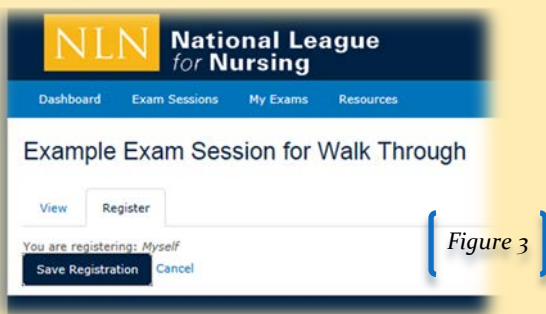 NLN National League
for Nursing
Dashboard Exam Sessions My Exams Resources
Example Exam Session for Walk Through
View Register
You are registering: Myself
Save Registration Cancel
Figure 3